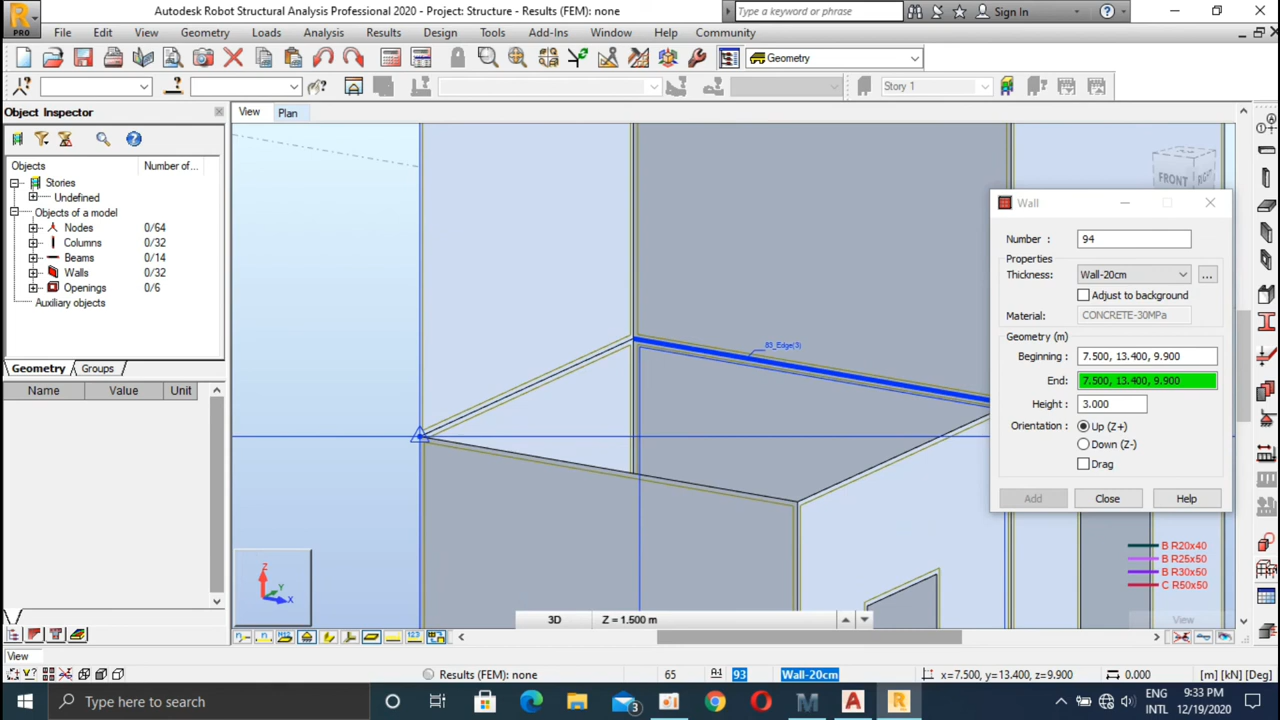 Autodesk Robot Structural Analysis Professional 2020 - Project: Structure - Results (FEM): none
Type a keyword or phrase
Sign In
PRO
File Edit View Geometry Loads Analysis Results Design Tools Add-Ins Window Help Community
Geometry
Story 1
Object Inspector
View Plan
Objects Number of...
Stories
Undefined
Objects of a model
Nodes 0/64
Columns 0/32
Beams 0/14
Walls 0/32
Openings 0/6
Auxiliary objects
Geometry Groups
Name Value Unit
FRONT RIGHT
83_Edge(3)
Wall
Number : 94
Properties
Thickness: Wall-20cm ...
Adjust to background
Material: CONCRETE-30MPa
Geometry (m)
Beginning : 7.500, 13.400, 9.900
End: 7.500, 13.400, 9.900
Height : 3.000
Orientation : Up (Z+)
Down (Z-)
Drag
Add Close Help
B R20x40
B R25x50
B R30x50
C R50x50
Z
Y
X
3D Z = 1.500 m
View
View
Results (FEM): none 65 93 Wall-20cm x=7.500, y=13.400, z=9.900 0.000 [m] [kN] [Deg]
Type here to search
3
ENG
INTL
9:33 PM
12/19/2020